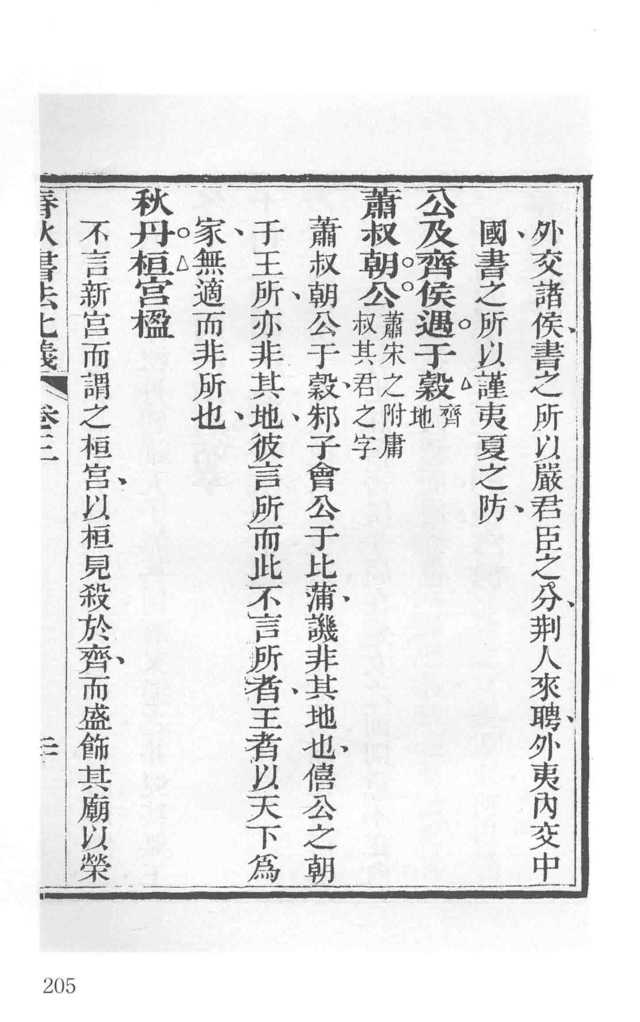 外交諸侯書之所以嚴君臣之分荆人來聘外夷內交中
國書之所以謹夷夏之防
公及齊侯遇于穀齊地
蕭叔朝公蕭宋之附庸叔其君之字
蕭叔朝公于穀邾子會公于比蒲譏非其地也僖公之朝
于王所亦非其地彼言所而此不言所者王者以天下爲
家無適而非所也
秋丹桓宮楹
不言新宮而謂之桓宮以桓見殺於齊而盛飾其廟以榮
春秋書法比義 卷三
205